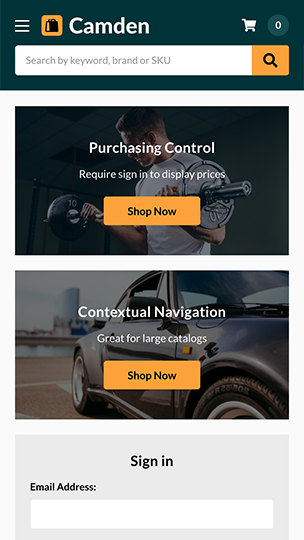 Camden
0
Search by keyword, brand or SKU
Purchasing Control
Require sign in to display prices
Shop Now
Contextual Navigation
Great for large catalogs
Shop Now
Sign in
Email Address: